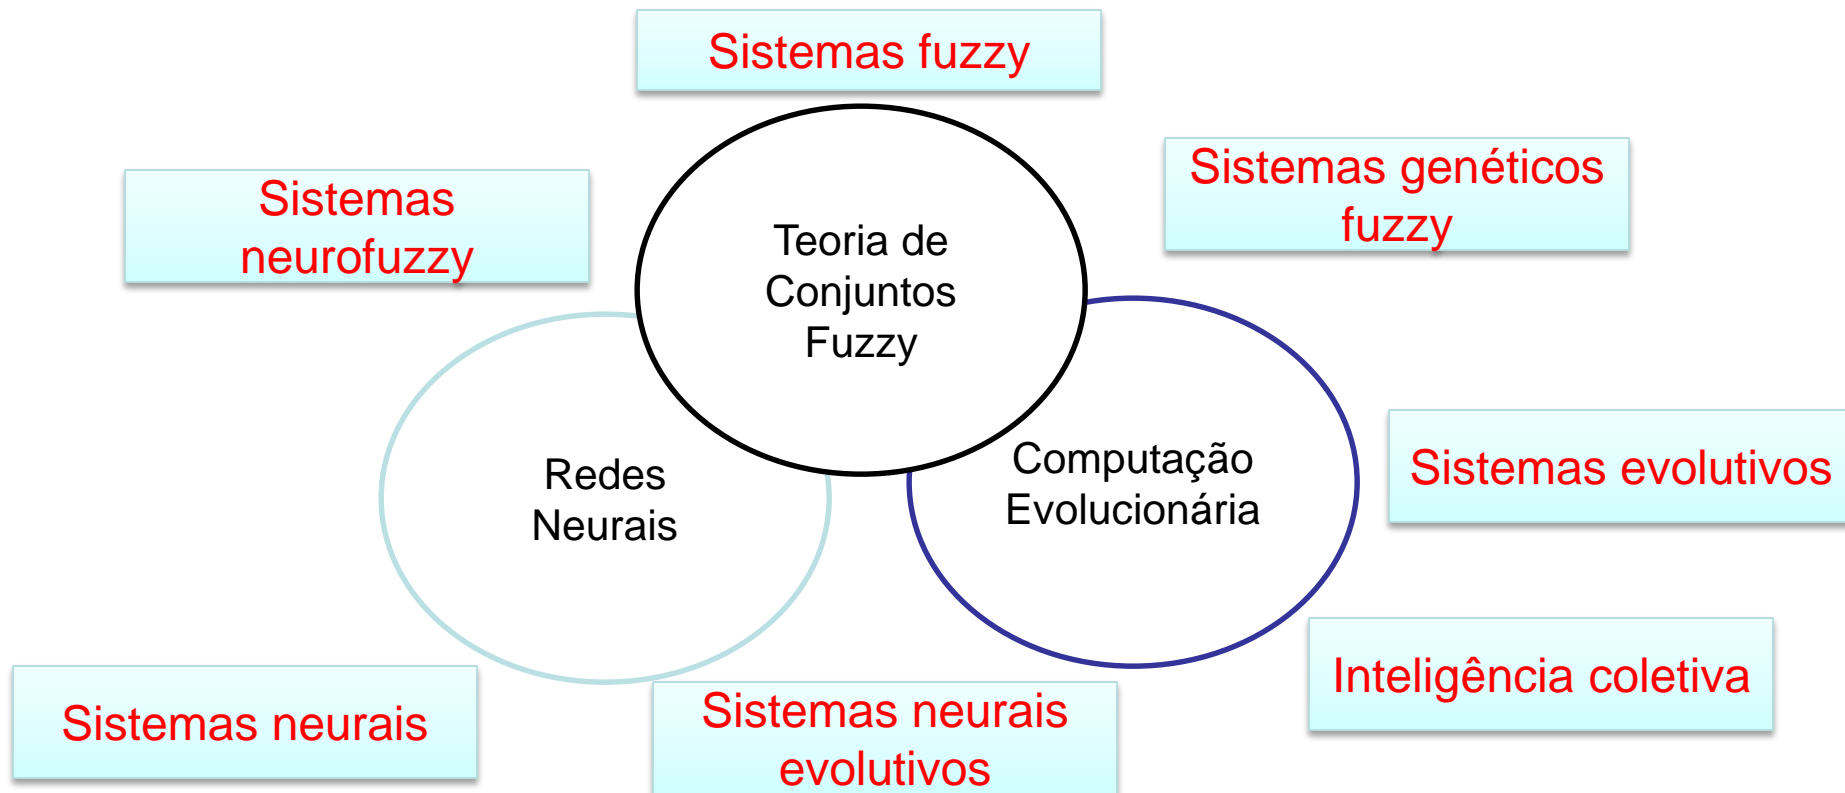 Sistemas fuzzy
Sistemas genéticos
fuzzy
Sistemas
neurofuzzy
Teoria de
Conjuntos
Fuzzy
Redes
Neurais
Computação
Evolucionária
Sistemas evolutivos
Inteligência coletiva
Sistemas neurais
Sistemas neurais
evolutivos